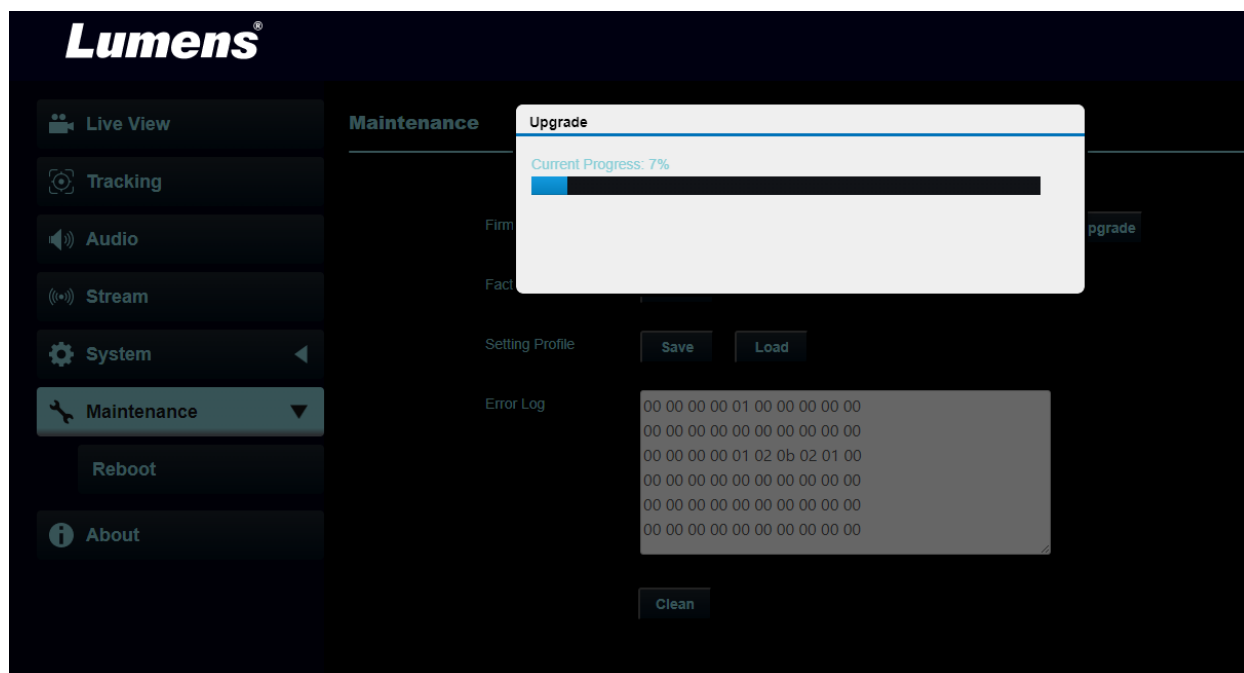 Lumens®
Live View
Tracking
Audio
Stream
System
Maintenance
Reboot
About
Maintenance
Upgrade
Current Progress: 7%
Firm
pgrade
Fact
Setting Profile
Save
Load
Error Log
00 00 00 00 01 00 00 00 00 00
00 00 00 00 00 00 00 00 00 00
00 00 00 00 01 02 0b 02 01 00
00 00 00 00 00 00 00 00 00 00
00 00 00 00 00 00 00 00 00 00
00 00 00 00 00 00 00 00 00 00
Clean